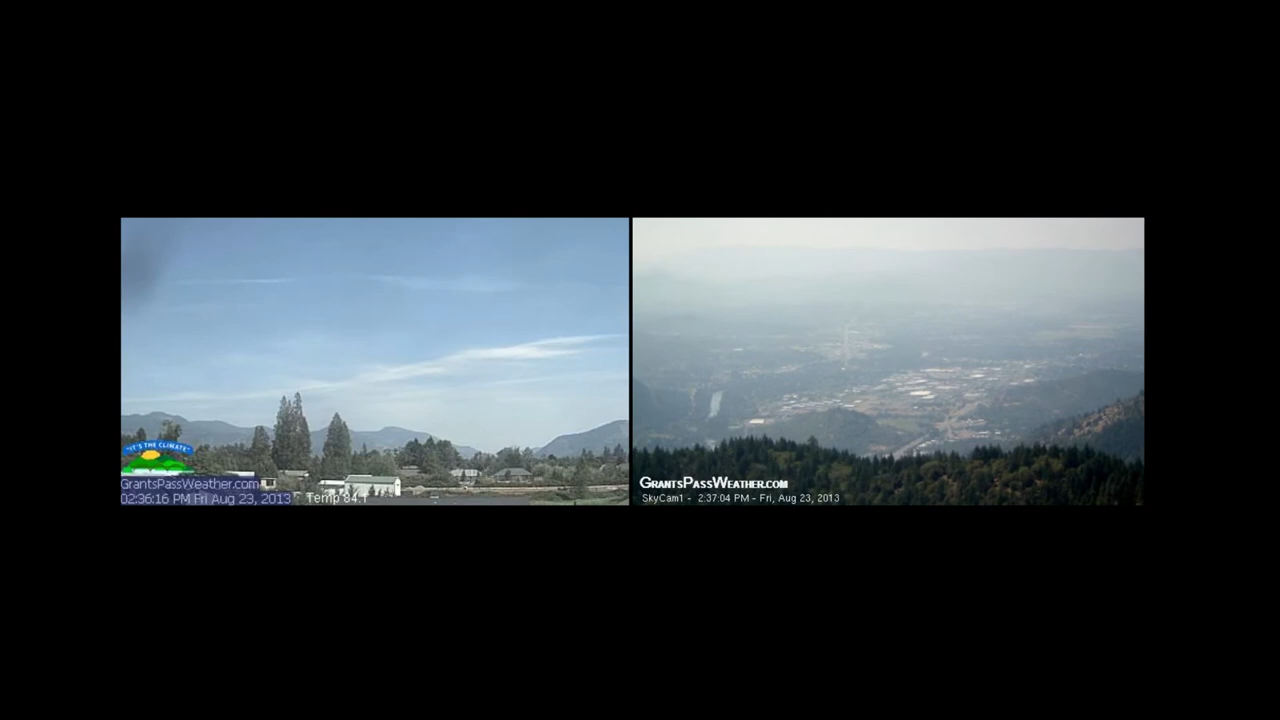 "IT'S THE CLIMATE"
GrantsPassWeather.com
02:36:16 PM Fri Aug 23, 2013 Temp 84.1
GRANTSPASSWEATHER.COM
SkyCam1 - 2:37:04 PM - Fri, Aug 23, 2013